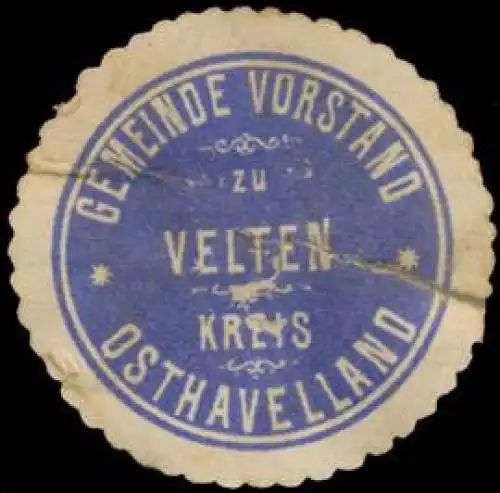 GEMEINDE VORSTAND
ZU
VELTEN
KREIS
OSTHAVELLAND